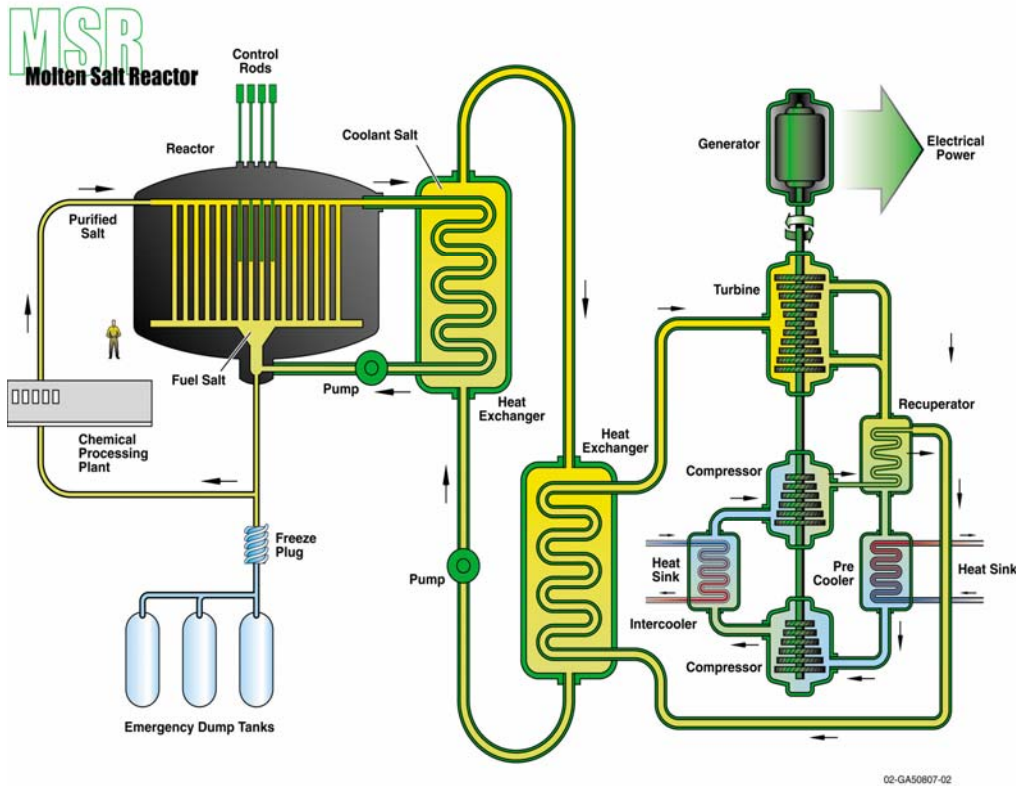 MSR
Molten Salt Reactor
Control
Rods
Reactor
Coolant Salt
Generator
Electrical
Power
Purified
Salt
Turbine
Fuel Salt
Pump
Heat
Exchanger
Recuperator
Chemical
Processing
Plant
Heat
Exchanger
Compressor
Freeze
Plug
Pump
Heat
Sink
Pre
Cooler
Heat Sink
Intercooler
Compressor
Emergency Dump Tanks
02-GA50807-02